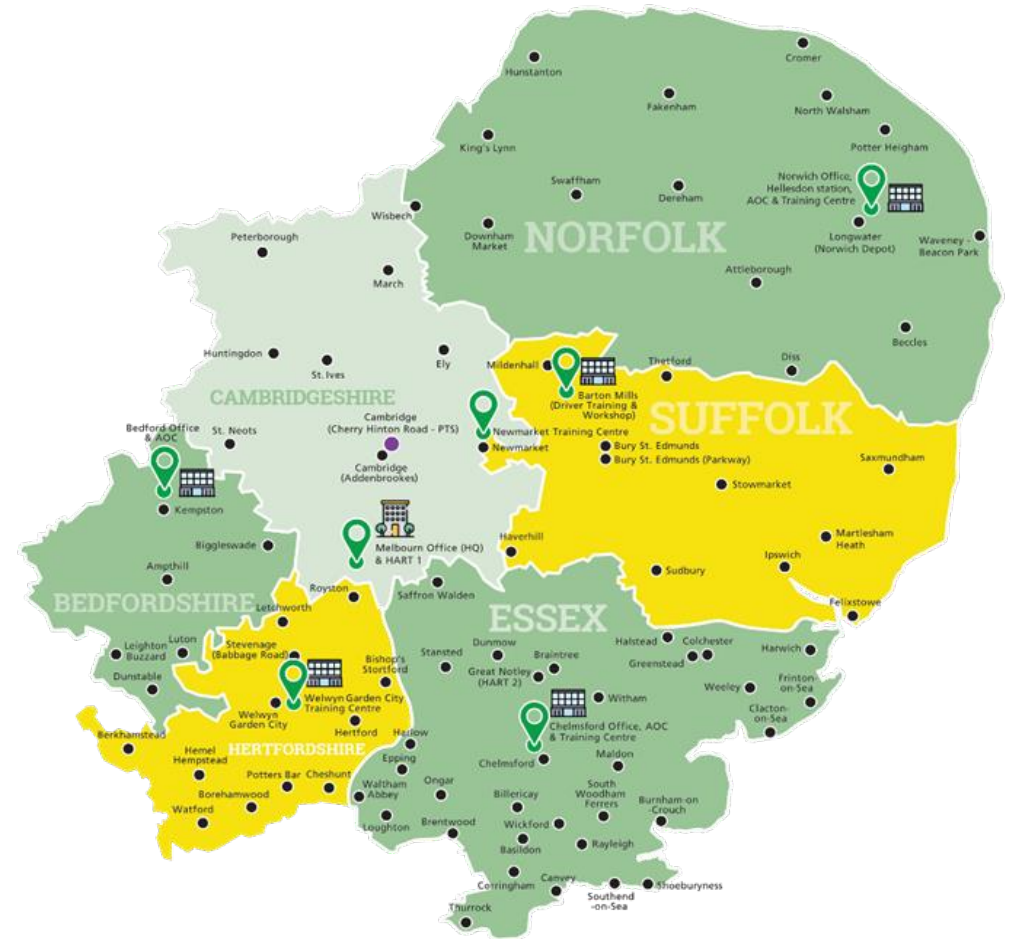 Cromer
Hunstanton
Fakenham
North Walsham
King's Lynn
Potter Heigham
Norwich Office,
Hellesdon station,
AOC & Training Centre
Swaffham
Dereham
Wisbech
Downham
Market
NORFOLK
Longwater
(Norwich Depot)
Waveney -
Beacon Park
Peterborough
March
Attleborough
Beccles
Huntingdon
St. Ives
Ely
Mildenhall
Thetford
Diss
Barton Mills
(Driver Training &
Workshop)
CAMBRIDGESHIRE
SUFFOLK
Bedford Office
& AOC
St. Neots
Cambridge
(Cherry Hinton Road - PTS)
Newmarket Training Centre
Newmarket
Bury St. Edmunds
Bury St. Edmunds (Parkway)
Saxmundham
Cambridge
(Addenbrookes)
Stowmarket
Kempston
Melbourn Office (HQ)
& HART 1
Haverhill
Martlesham
Heath
Biggleswade
Ipswich
Ampthill
Sudbury
Royston
Saffron Walden
BEDFORDSHIRE
Letchworth
ESSEX
Felixstowe
Leighton
Buzzard
Luton
Stevenage
(Babbage Road)
Bishop's
Stortford
Stansted
Dunmow
Braintree
Great Notley
(HART 2)
Halstead
Colchester
Greenstead
Harwich
Dunstable
Welwyn Garden City
Training Centre
Welwyn
Garden City
Hertford
Witham
Weeley
Frinton-
on-Sea
Clacton-
on-Sea
Chelmsford Office, AOC
& Training Centre
Berkhamstead
HERTFORDSHIRE
Harlow
Hemel
Hempstead
Epping
Chelmsford
Maldon
Potters Bar
Cheshunt
Waltham
Abbey
Ongar
Billericay
South
Woodham
Ferrers
Burnham-on
-Crouch
Borehamwood
Watford
Loughton
Brentwood
Wickford
Basildon
Rayleigh
Corringham
Canvey
Southend
-on-Sea
Shoeburyness
Thurrock